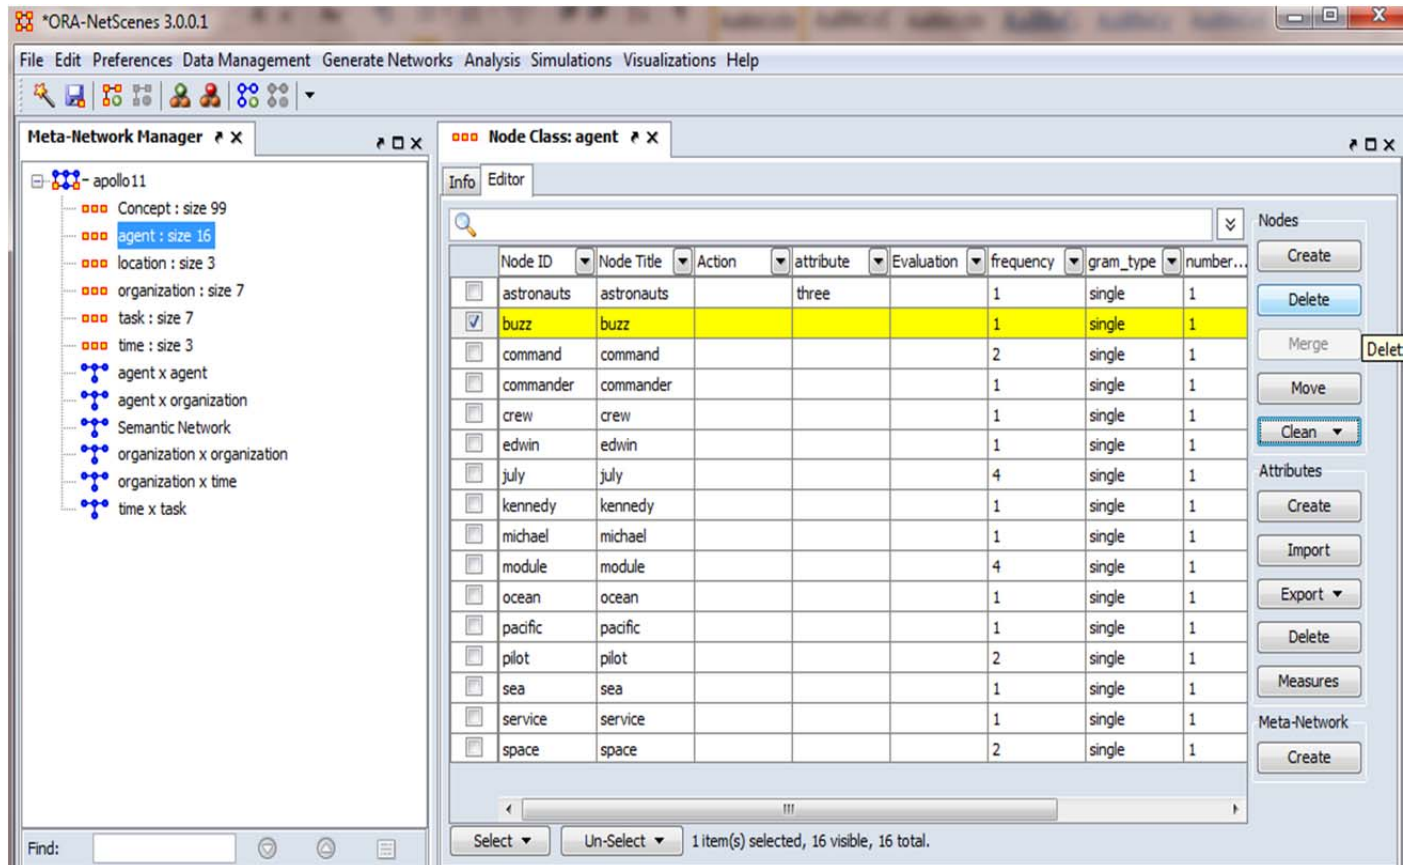 *ORA-NetScenes 3.0.0.1
File Edit Preferences Data Management Generate Networks Analysis Simulations Visualizations Help
Meta-Network Manager
apollo11
Concept : size 99
agent : size 16
location : size 3
organization : size 7
task : size 7
time : size 3
agent x agent
agent x organization
Semantic Network
organization x organization
organization x time
time x task
Find:
Node Class: agent
Info Editor
Node ID Node Title Action attribute Evaluation frequency gram_type number...
astronauts astronauts three 1 single 1
buzz buzz 1 single 1
command command 2 single 1
commander commander 1 single 1
crew crew 1 single 1
edwin edwin 1 single 1
july july 4 single 1
kennedy kennedy 1 single 1
michael michael 1 single 1
module module 4 single 1
ocean ocean 1 single 1
pacific pacific 1 single 1
pilot pilot 2 single 1
sea sea 1 single 1
service service 1 single 1
space space 2 single 1
Select Un-Select 1 item(s) selected, 16 visible, 16 total.
Nodes
Create
Delete
Merge
Delet
Move
Clean
Attributes
Create
Import
Export
Delete
Measures
Meta-Network
Create